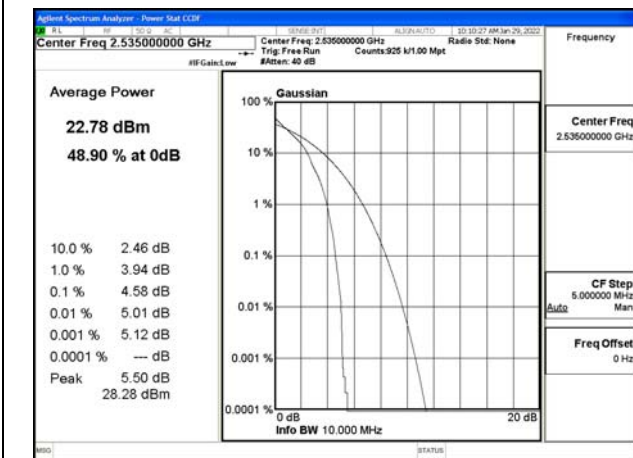 Agilent Spectrum Analyzer - Power Stat CCDF
RL RF 50 Ω AC SENSE:INT ALIGN AUTO 10:10:27 AM Jan 29, 2022
Center Freq 2.535000000 GHz
Center Freq: 2.535000000 GHz Radio Std: None
Trig: Free Run Counts:925 k/1.00 Mpt
#IFGain:Low #Atten: 40 dB
Frequency
Average Power
22.78 dBm
48.90 % at 0dB
10.0 % 2.46 dB
1.0 % 3.94 dB
0.1 % 4.58 dB
0.01 % 5.01 dB
0.001 % 5.12 dB
0.0001 % --- dB
Peak 5.50 dB
28.28 dBm
Gaussian
100 %
10 %
1 %
0.1 %
0.01 %
0.001 %
0.0001 %
0 dB 20 dB
Info BW 10.000 MHz
Center Freq
2.535000000 GHz
CF Step
5.000000 MHz
Auto Man
Freq Offset
0 Hz
MSG STATUS